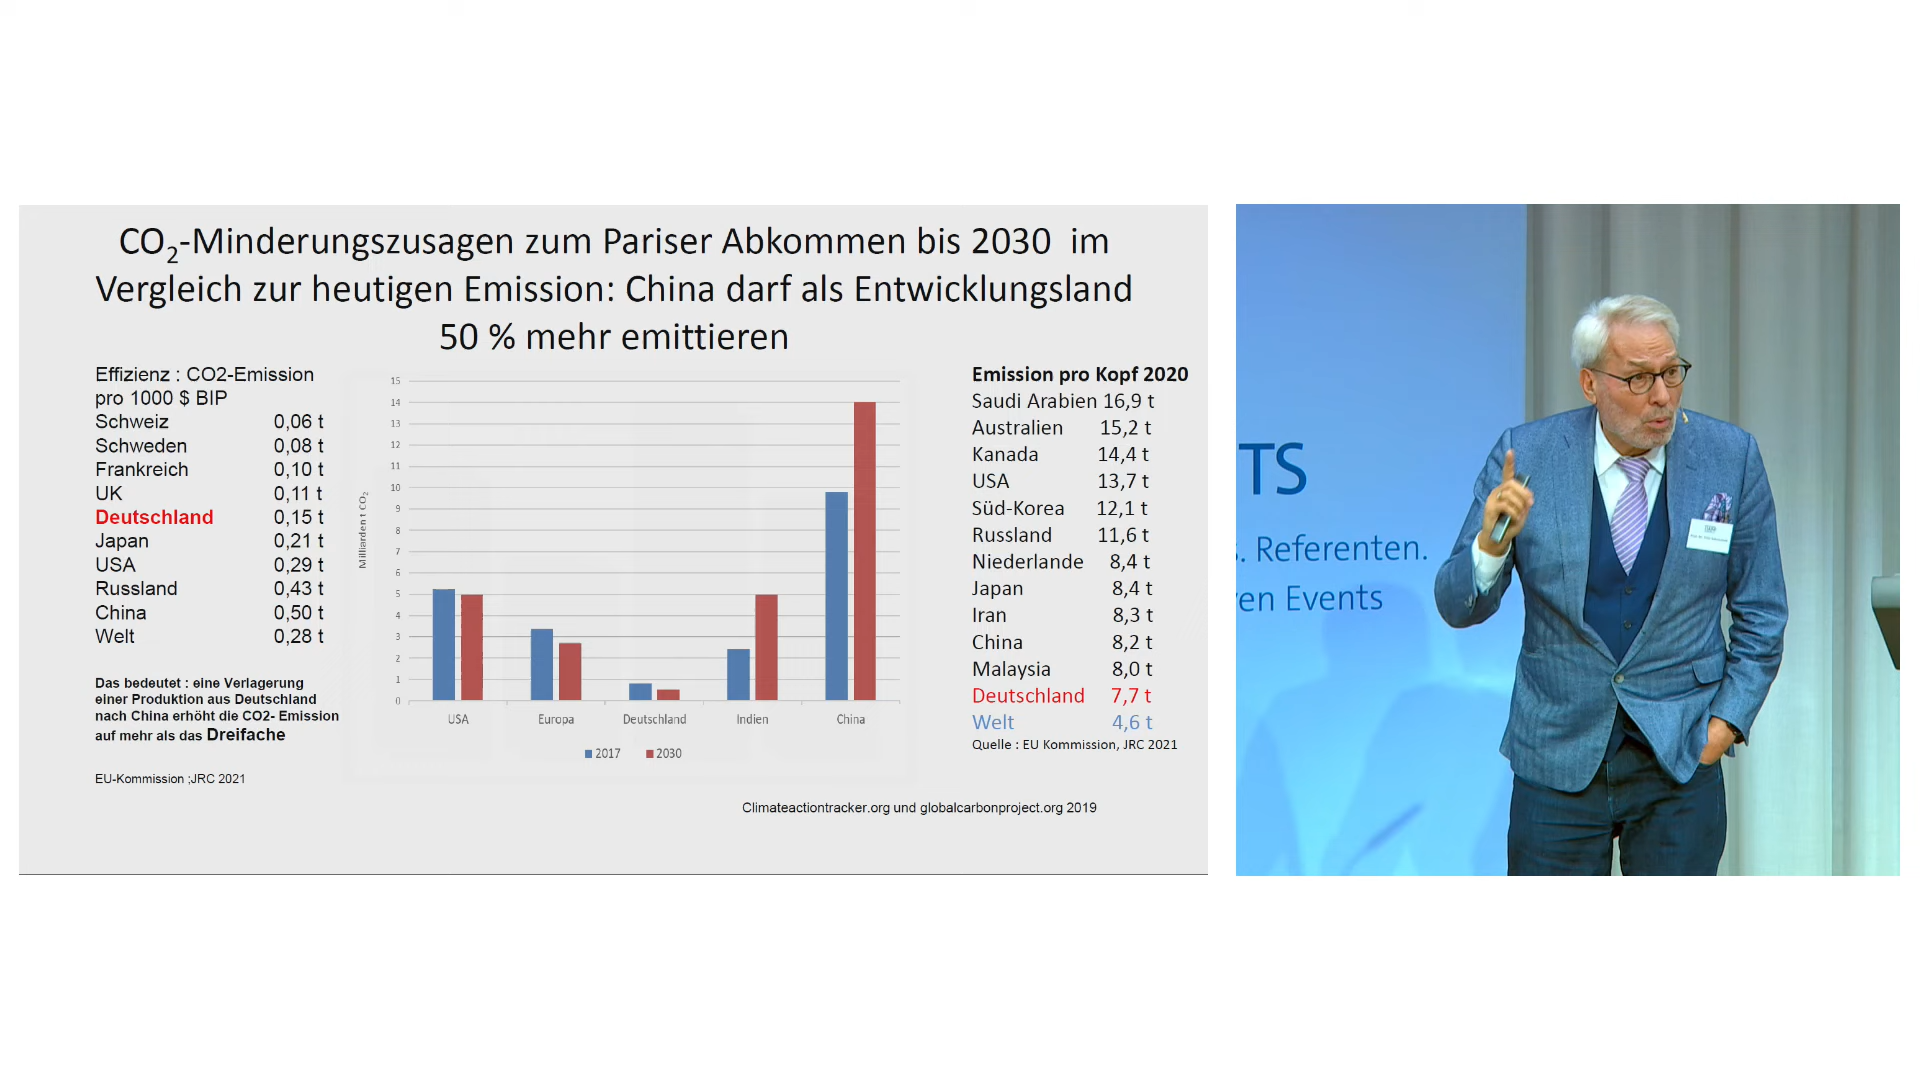 CO2-Minderungszusagen zum Pariser Abkommen bis 2030 im
Vergleich zur heutigen Emission: China darf als Entwicklungsland
50 % mehr emittieren
Effizienz : CO2-Emission
pro 1000 $ BIP
Schweiz 0,06 t
Schweden 0,08 t
Frankreich 0,10 t
UK 0,11 t
Deutschland 0,15 t
Japan 0,21 t
USA 0,29 t
Russland 0,43 t
China 0,50 t
Welt 0,28 t
Das bedeutet : eine Verlagerung
einer Produktion aus Deutschland
nach China erhöht die CO2- Emission
auf mehr als das Dreifache
EU-Kommission ;JRC 2021
Milliarden t CO2
15
14
13
12
11
10
9
8
7
6
5
4
3
2
1
0
USA Europa Deutschland Indien China
2017 2030
Emission pro Kopf 2020
Saudi Arabien 16,9 t
Australien 15,2 t
Kanada 14,4 t
USA 13,7 t
Süd-Korea 12,1 t
Russland 11,6 t
Niederlande 8,4 t
Japan 8,4 t
Iran 8,3 t
China 8,2 t
Malaysia 8,0 t
Deutschland 7,7 t
Welt 4,6 t
Quelle : EU Kommission, JRC 2021
Climateactiontracker.org und globalcarbonproject.org 2019
TS
. Referenten.
en Events